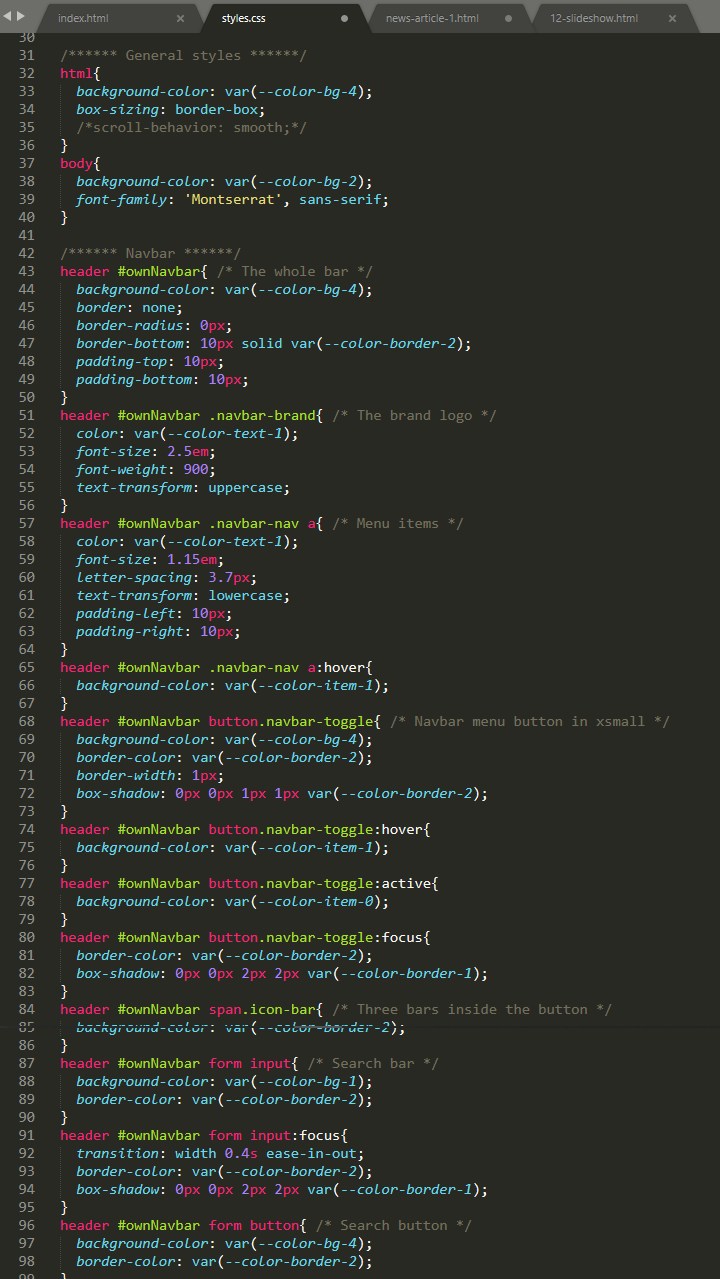 index.html × styles.css news-article-1.html 12-slideshow.html ×
30
31 /****** General styles ******/
32 html{
33 background-color: var(--color-bg-4);
34 box-sizing: border-box;
35 /*scroll-behavior: smooth;*/
36 }
37 body{
38 background-color: var(--color-bg-2);
39 font-family: 'Montserrat', sans-serif;
40 }
41
42 /****** Navbar ******/
43 header #ownNavbar{ /* The whole bar */
44 background-color: var(--color-bg-4);
45 border: none;
46 border-radius: 0px;
47 border-bottom: 10px solid var(--color-border-2);
48 padding-top: 10px;
49 padding-bottom: 10px;
50 }
51 header #ownNavbar .navbar-brand{ /* The brand logo */
52 color: var(--color-text-1);
53 font-size: 2.5em;
54 font-weight: 900;
55 text-transform: uppercase;
56 }
57 header #ownNavbar .navbar-nav a{ /* Menu items */
58 color: var(--color-text-1);
59 font-size: 1.15em;
60 letter-spacing: 3.7px;
61 text-transform: lowercase;
62 padding-left: 10px;
63 padding-right: 10px;
64 }
65 header #ownNavbar .navbar-nav a:hover{
66 background-color: var(--color-item-1);
67 }
68 header #ownNavbar button.navbar-toggle{ /* Navbar menu button in xsmall */
69 background-color: var(--color-bg-4);
70 border-color: var(--color-border-2);
71 border-width: 1px;
72 box-shadow: 0px 0px 1px 1px var(--color-border-2);
73 }
74 header #ownNavbar button.navbar-toggle:hover{
75 background-color: var(--color-item-1);
76 }
77 header #ownNavbar button.navbar-toggle:active{
78 background-color: var(--color-item-0);
79 }
80 header #ownNavbar button.navbar-toggle:focus{
81 border-color: var(--color-border-2);
82 box-shadow: 0px 0px 2px 2px var(--color-border-1);
83 }
84 header #ownNavbar span.icon-bar{ /* Three bars inside the button */
85 background-color: var(--color-border-2);
86 }
87 header #ownNavbar form input{ /* Search bar */
88 background-color: var(--color-bg-1);
89 border-color: var(--color-border-2);
90 }
91 header #ownNavbar form input:focus{
92 transition: width 0.4s ease-in-out;
93 border-color: var(--color-border-2);
94 box-shadow: 0px 0px 2px 2px var(--color-border-1);
95 }
96 header #ownNavbar form button{ /* Search button */
97 background-color: var(--color-bg-4);
98 border-color: var(--color-border-2);
99 }